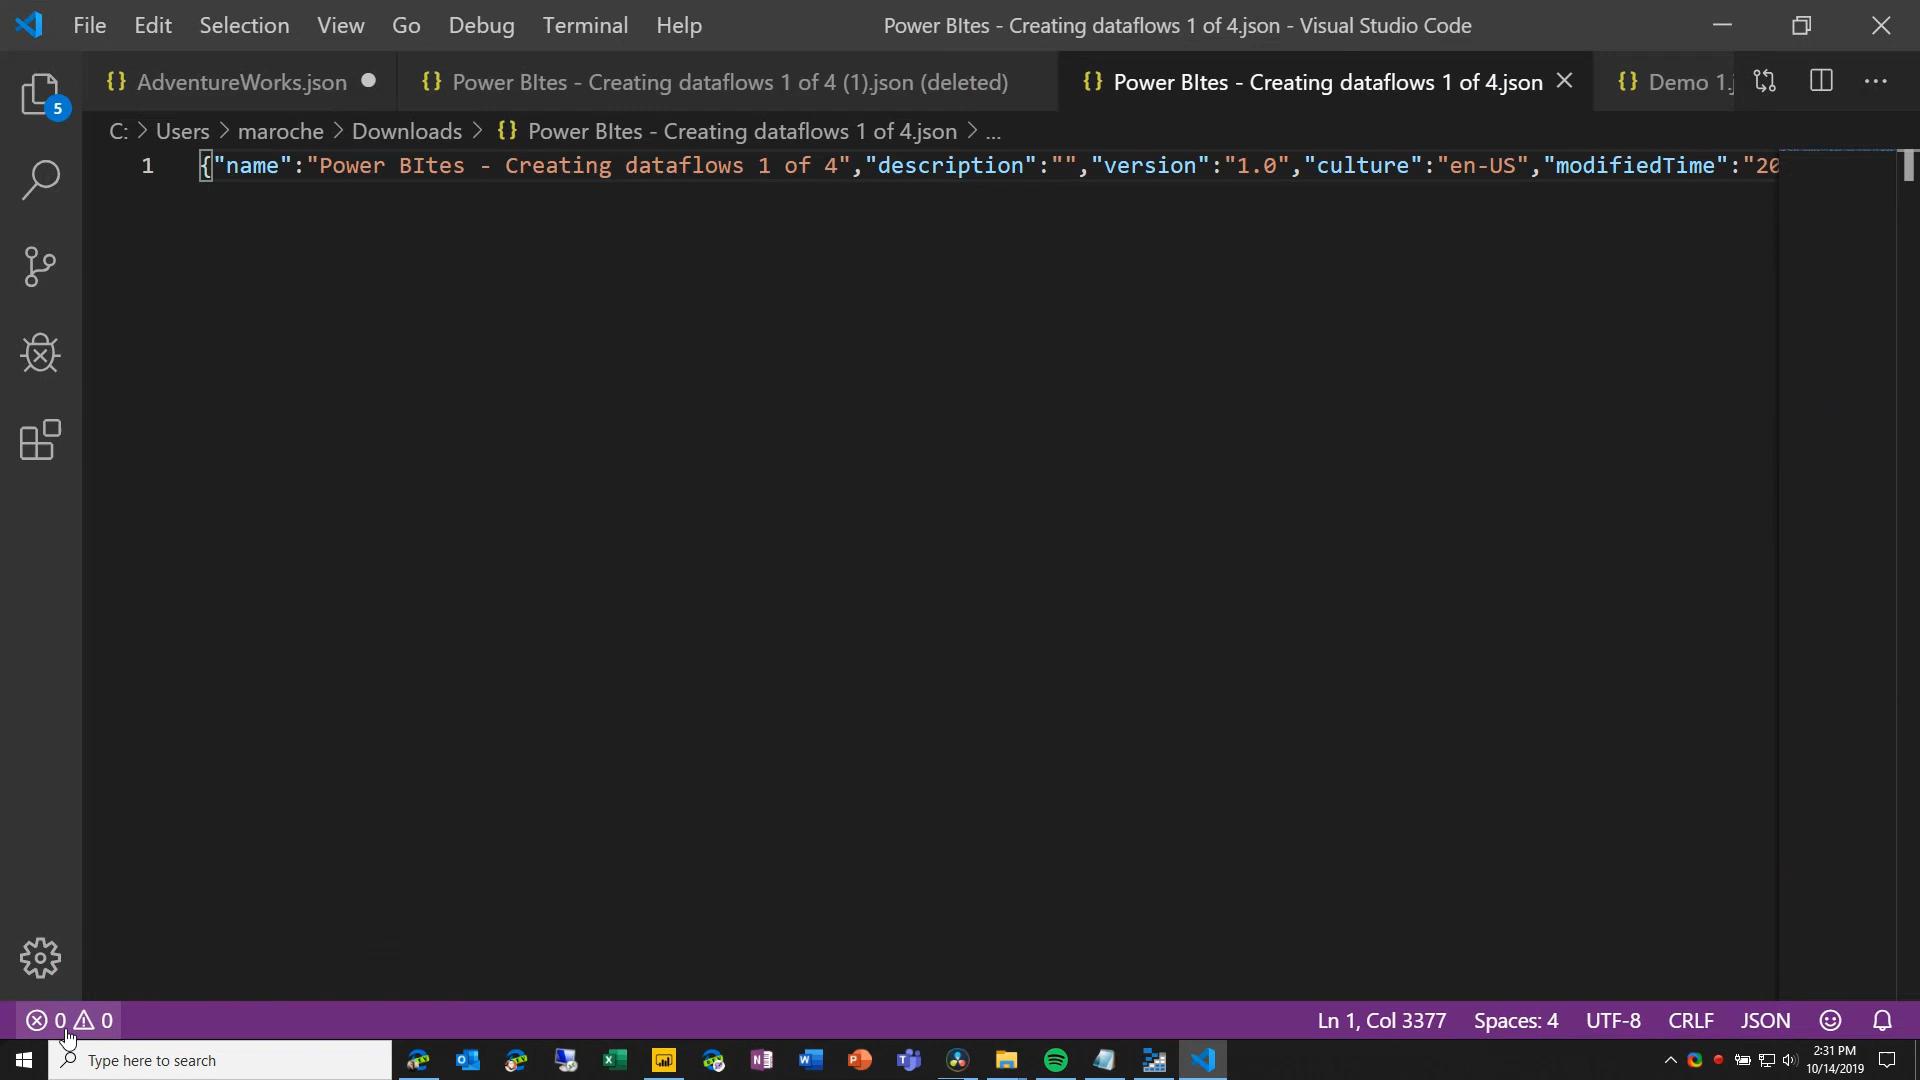 File Edit Selection View Go Debug Terminal Help Power BItes - Creating dataflows 1 of 4.json - Visual Studio Code
{} AdventureWorks.json {} Power BItes - Creating dataflows 1 of 4 (1).json (deleted) {} Power BItes - Creating dataflows 1 of 4.json {} Demo 1.j
5
C: > Users > maroche > Downloads > {} Power BItes - Creating dataflows 1 of 4.json > ...
1 {"name":"Power BItes - Creating dataflows 1 of 4","description":"","version":"1.0","culture":"en-US","modifiedTime":"20
0 0 Ln 1, Col 3377 Spaces: 4 UTF-8 CRLF JSON
Type here to search 2:31 PM
10/14/2019